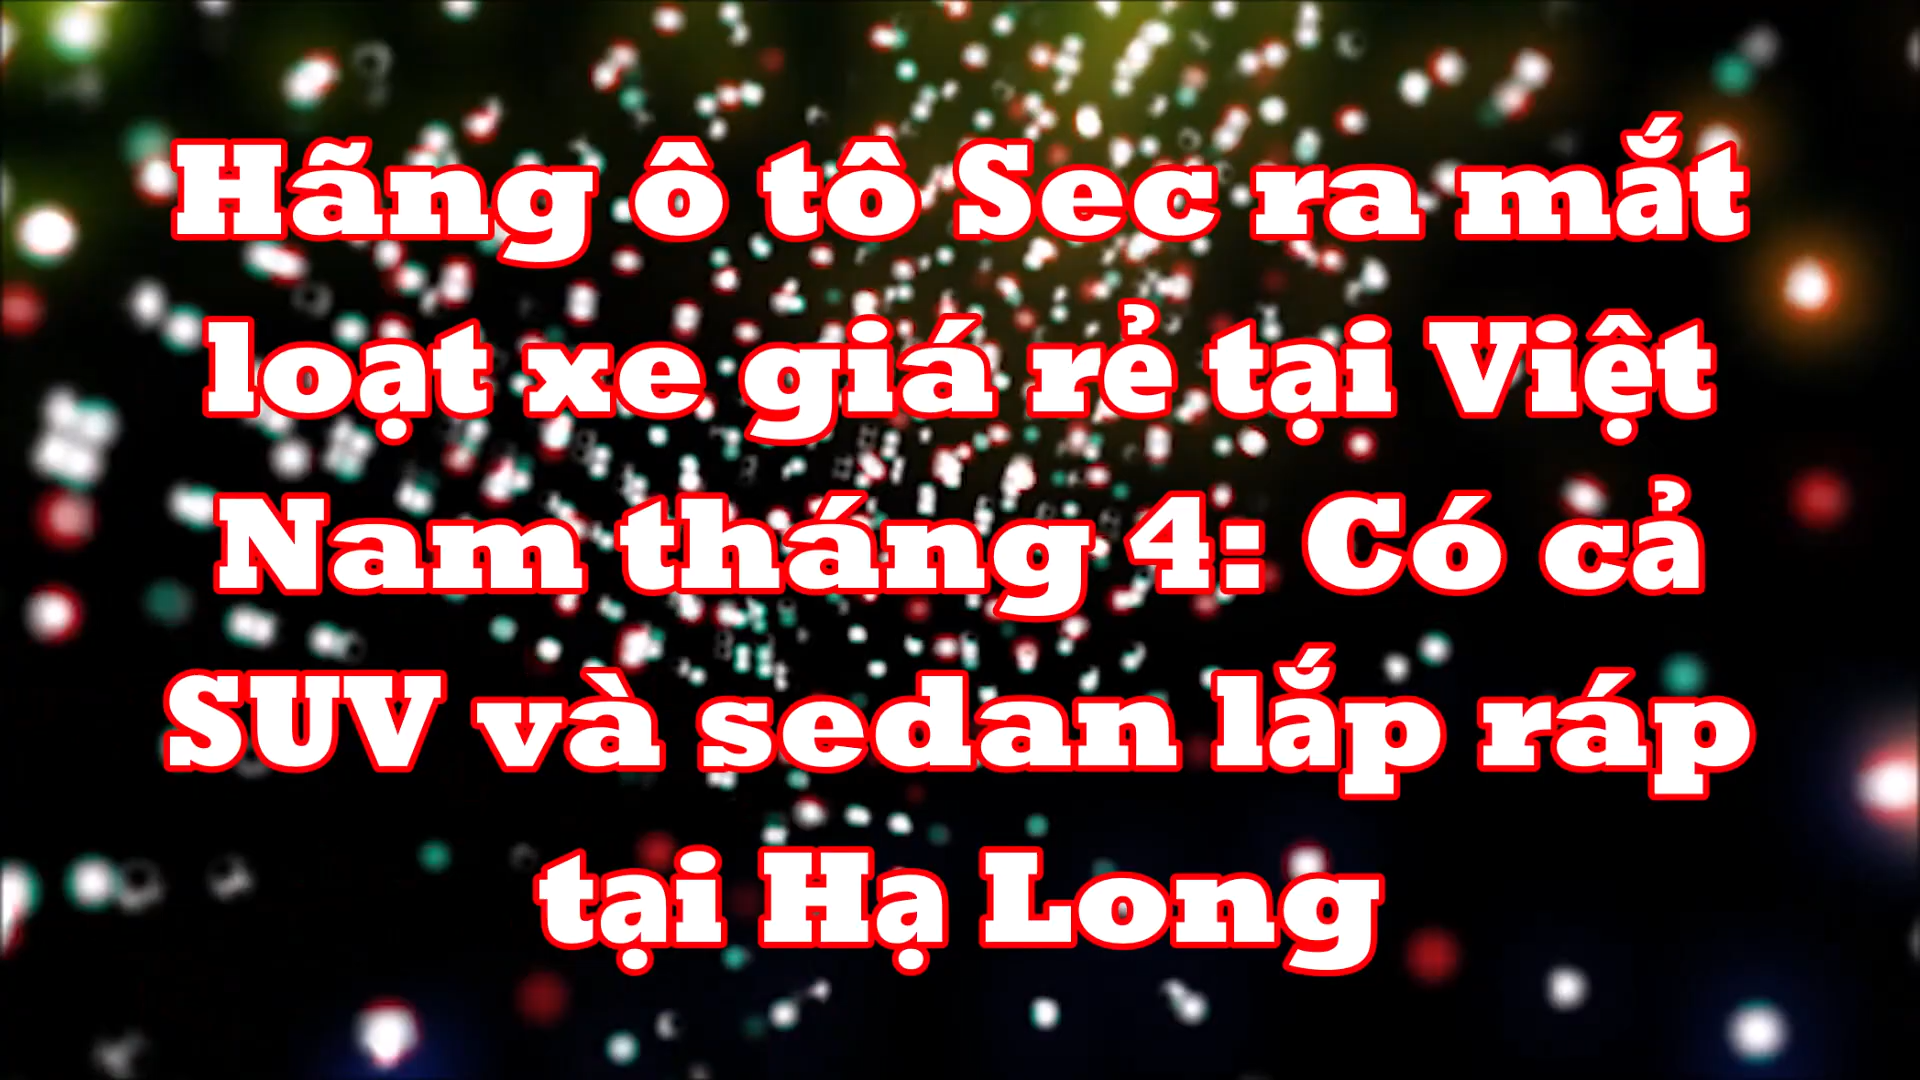 Hãng ô tô Sec ra mắt
loạt xe giá rẻ tại Việt
Nam tháng 4: Có cả
SUV và sedan lắp ráp
tại Hạ Long